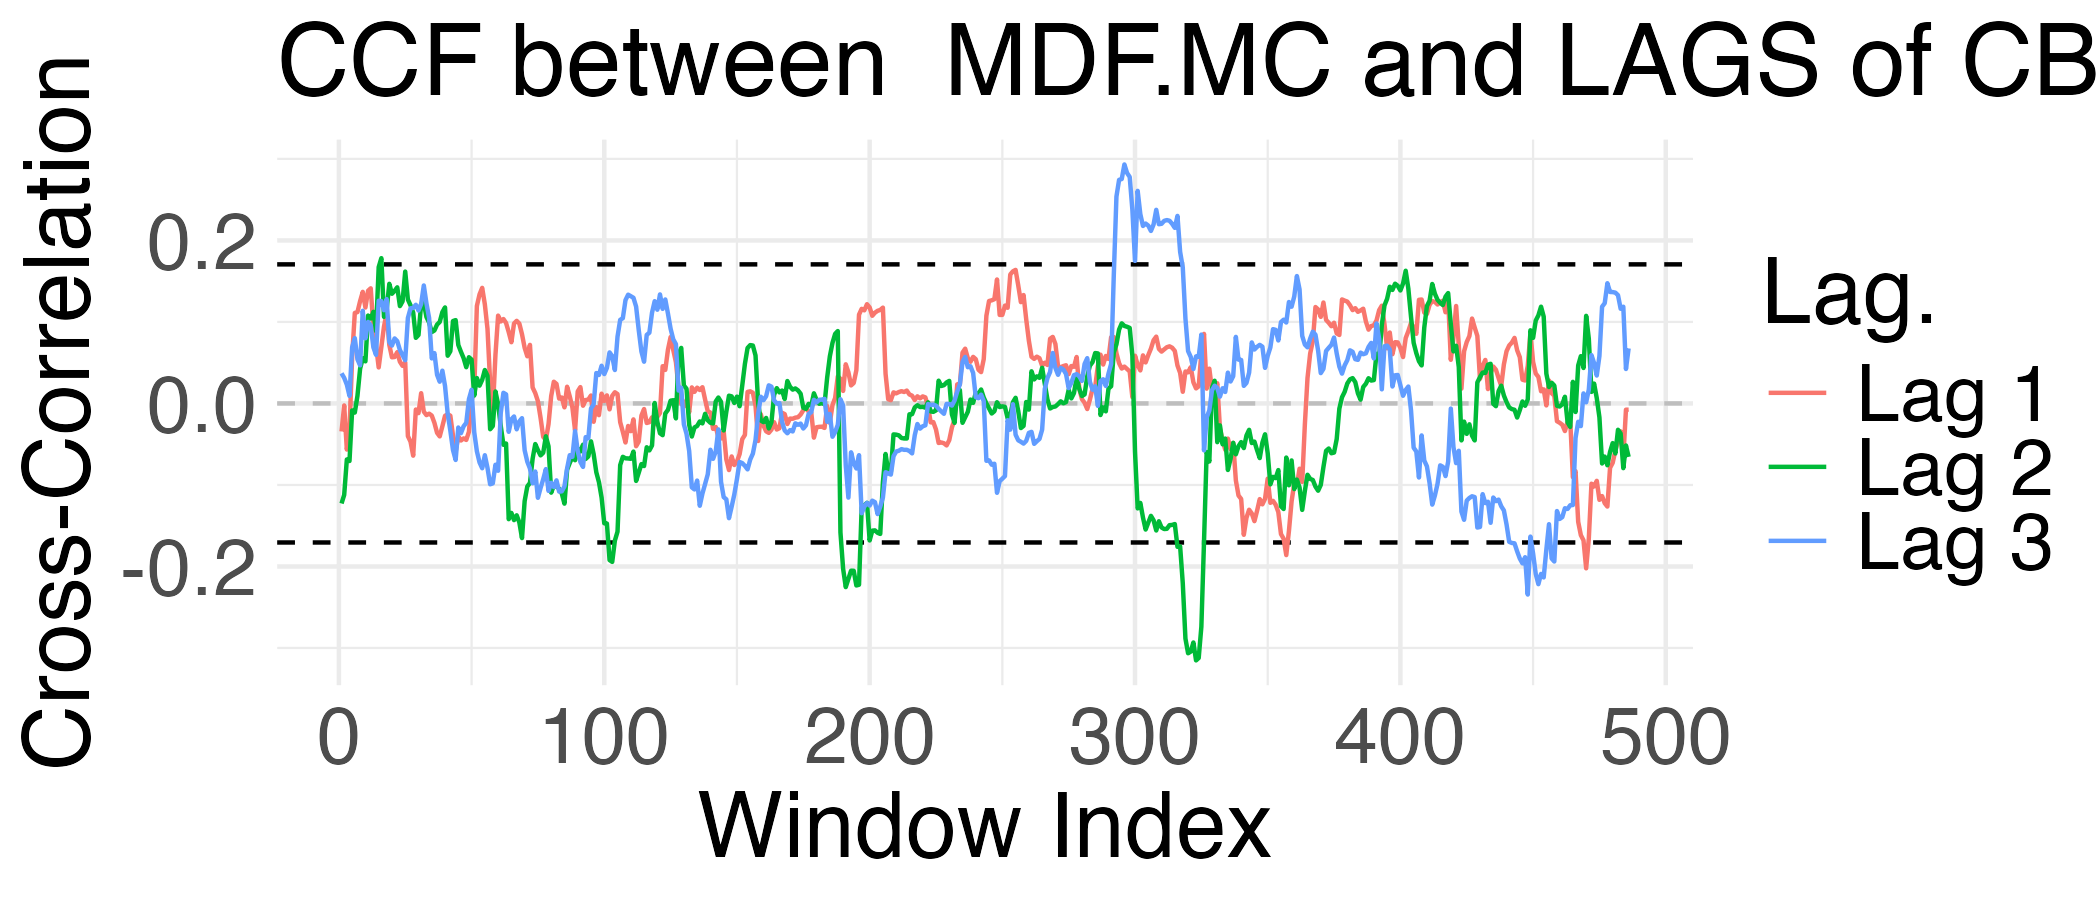 CCF between  MDF.MC and LAGS of CB
Cross-Correlation
0.2
0.0
-0.2
0
100
200
300
400
500
Window Index
Lag.
Lag 1
Lag 2
Lag 3